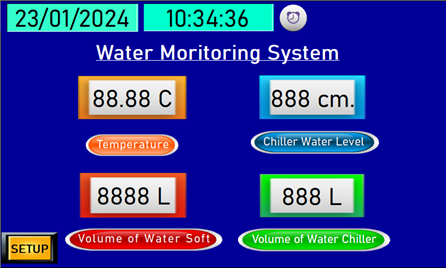 23/01/2024 10:34:36
Water Moritoring System
88.88 C 888 cm.
Temperature Chiller Water Level
8888 L 888 L
Volume of Water Soft Volume of Water Chiller
SETUP